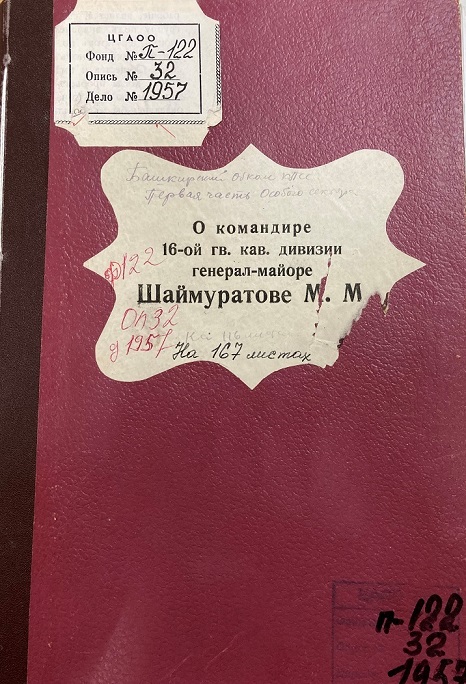 ЦГАОО
Фонд № П-122
Опись № 32
Дело № 1957
Башкирский обком КПСС
Первая часть Особого сектора
О командире
16-ой гв. кав. дивизии
генерал-майоре
Шаймуратове М. М
ф 122
Оп 32
д 1957
На 167 листах
п-122
32
1957